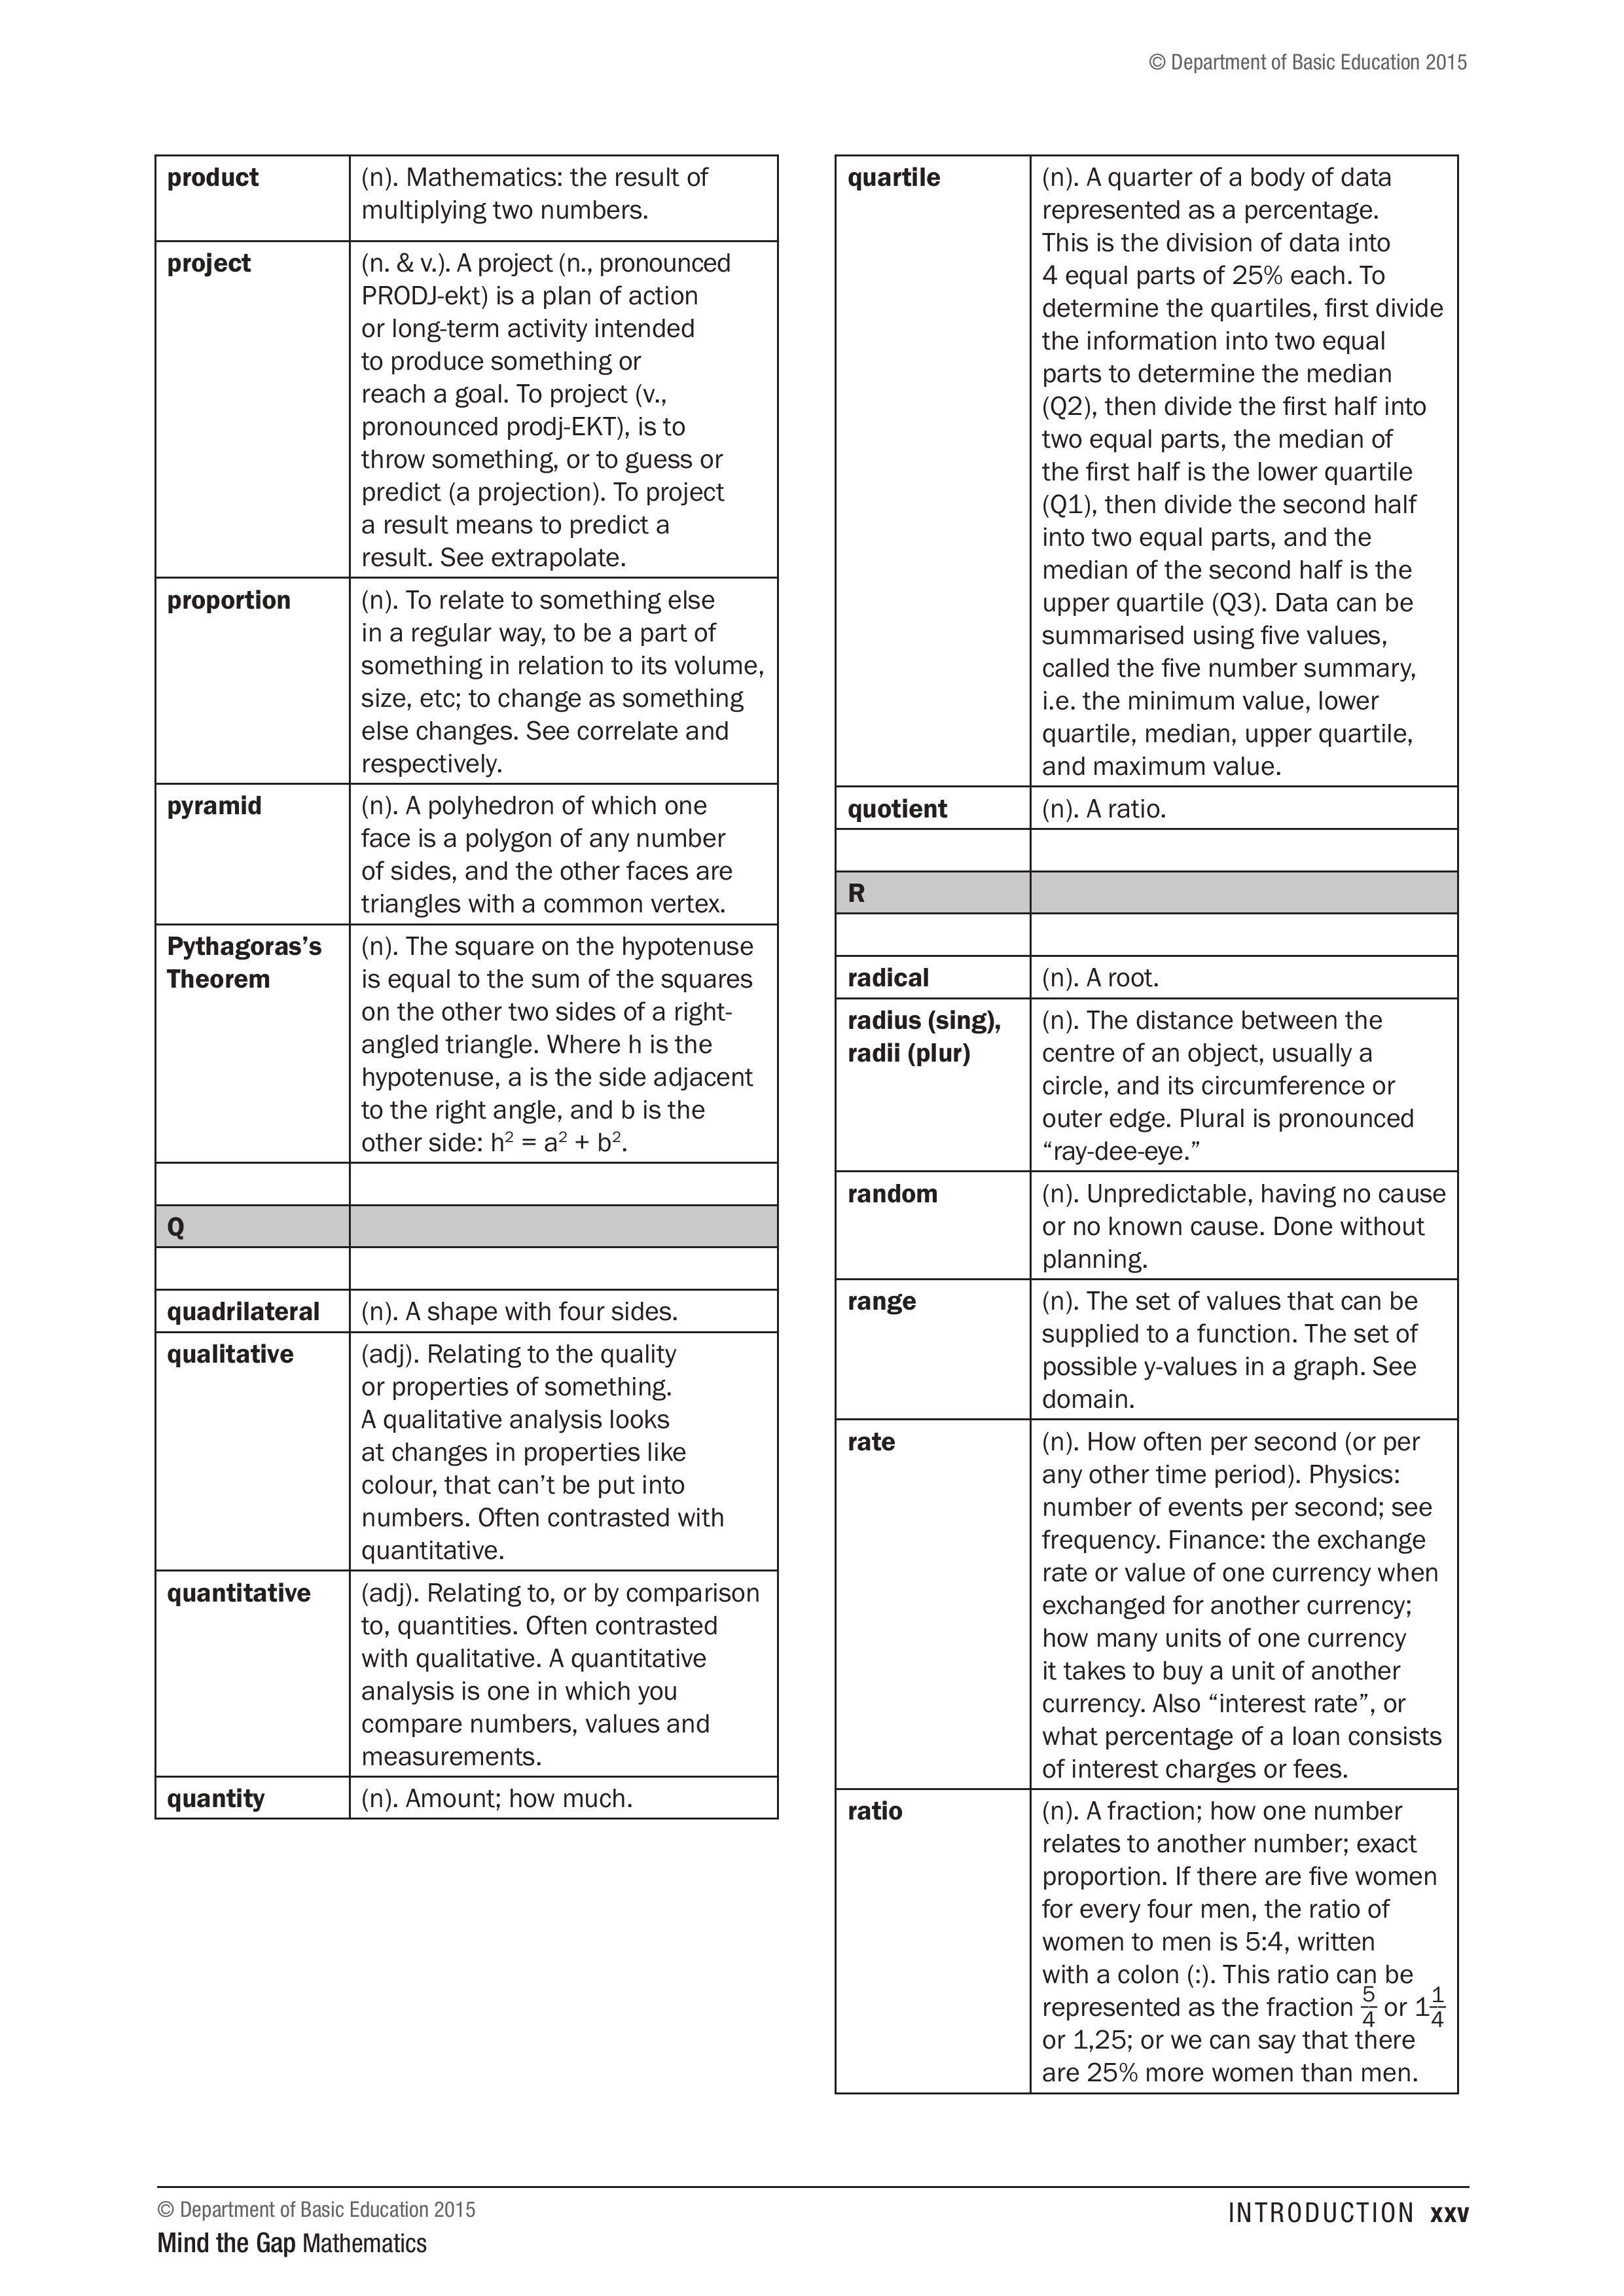 © Department of Basic Education 2015
product
(n). Mathematics: the result of
multiplying two numbers.
project
(n. & v.). A project (n., pronounced
PRODJ-ekt) is a plan of action
or long-term activity intended
to produce something or
reach a goal. To project (v.,
pronounced prodj-EKT), is to
throw something, or to guess or
predict (a projection). To project
a result means to predict a
result. See extrapolate.
proportion
(n). To relate to something else
in a regular way, to be a part of
something in relation to its volume,
size, etc; to change as something
else changes. See correlate and
respectively.
pyramid
(n). A polyhedron of which one
face is a polygon of any number
of sides, and the other faces are
triangles with a common vertex.
Pythagoras’s
Theorem
(n). The square on the hypotenuse
is equal to the sum of the squares
on the other two sides of a right-
angled triangle. Where h is the
hypotenuse, a is the side adjacent
to the right angle, and b is the
other side: h² = a² + b².
Q
quadrilateral
(n). A shape with four sides.
qualitative
(adj). Relating to the quality
or properties of something.
A qualitative analysis looks
at changes in properties like
colour, that can’t be put into
numbers. Often contrasted with
quantitative.
quantitative
(adj). Relating to, or by comparison
to, quantities. Often contrasted
with qualitative. A quantitative
analysis is one in which you
compare numbers, values and
measurements.
quantity
(n). Amount; how much.
quartile
(n). A quarter of a body of data
represented as a percentage.
This is the division of data into
4 equal parts of 25% each. To
determine the quartiles, first divide
the information into two equal
parts to determine the median
(Q2), then divide the first half into
two equal parts, the median of
the first half is the lower quartile
(Q1), then divide the second half
into two equal parts, and the
median of the second half is the
upper quartile (Q3). Data can be
summarised using five values,
called the five number summary,
i.e. the minimum value, lower
quartile, median, upper quartile,
and maximum value.
quotient
(n). A ratio.
R
radical
(n). A root.
radius (sing),
radii (plur)
(n). The distance between the
centre of an object, usually a
circle, and its circumference or
outer edge. Plural is pronounced
“ray-dee-eye.”
random
(n). Unpredictable, having no cause
or no known cause. Done without
planning.
range
(n). The set of values that can be
supplied to a function. The set of
possible y-values in a graph. See
domain.
rate
(n). How often per second (or per
any other time period). Physics:
number of events per second; see
frequency. Finance: the exchange
rate or value of one currency when
exchanged for another currency;
how many units of one currency
it takes to buy a unit of another
currency. Also “interest rate”, or
what percentage of a loan consists
of interest charges or fees.
ratio
(n). A fraction; how one number
relates to another number; exact
proportion. If there are five women
for every four men, the ratio of
women to men is 5:4, written
with a colon (:). This ratio can be
represented as the fraction 5/4 or 1 1/4
or 1,25; or we can say that there
are 25% more women than men.
© Department of Basic Education 2015
Mind the Gap Mathematics
INTRODUCTION xxv